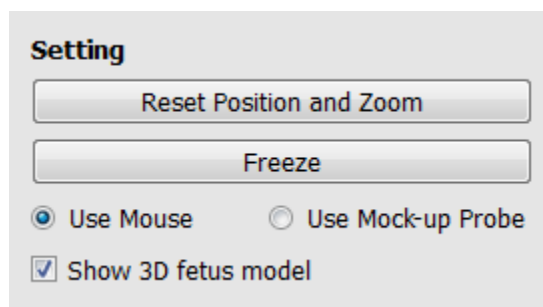 Setting
Reset Position and Zoom
Freeze
Use Mouse Use Mock-up Probe
Show 3D fetus model